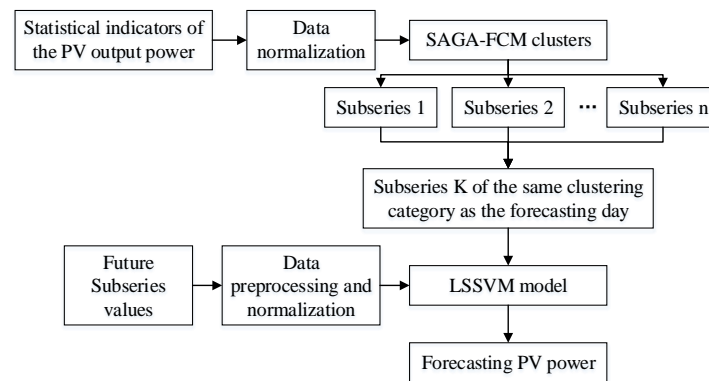 Statistical indicators of
the PV output power
Data
normalization
SAGA-FCM clusters
Subseries 1
Subseries 2
···
Subseries n
Subseries K of the same clustering
category as the forecasting day
Future
Subseries
values
Data
preprocessing and
normalization
LSSVM model
Forecasting PV power